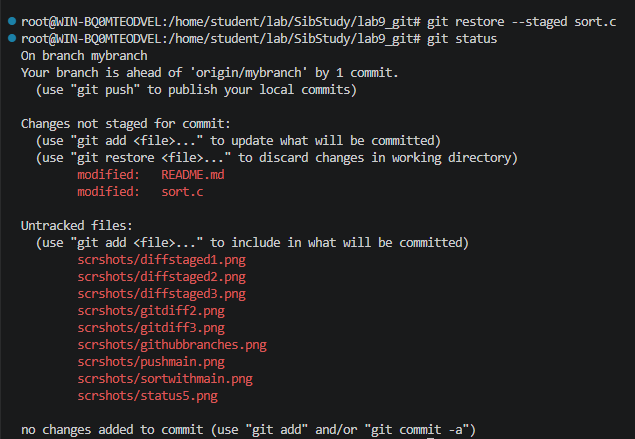 root@WIN-BQ0MTEODVEL:/home/student/lab/SibStudy/lab9_git# git restore --staged sort.c
root@WIN-BQ0MTEODVEL:/home/student/lab/SibStudy/lab9_git# git status
On branch mybranch
Your branch is ahead of 'origin/mybranch' by 1 commit.
  (use "git push" to publish your local commits)

Changes not staged for commit:
  (use "git add <file>..." to update what will be committed)
  (use "git restore <file>..." to discard changes in working directory)
        modified:   README.md
        modified:   sort.c

Untracked files:
  (use "git add <file>..." to include in what will be committed)
        scrshots/diffstaged1.png
        scrshots/diffstaged2.png
        scrshots/diffstaged3.png
        scrshots/gitdiff2.png
        scrshots/gitdiff3.png
        scrshots/githubbranches.png
        scrshots/pushmain.png
        scrshots/sortwithmain.png
        scrshots/status5.png

no changes added to commit (use "git add" and/or "git commit -a")